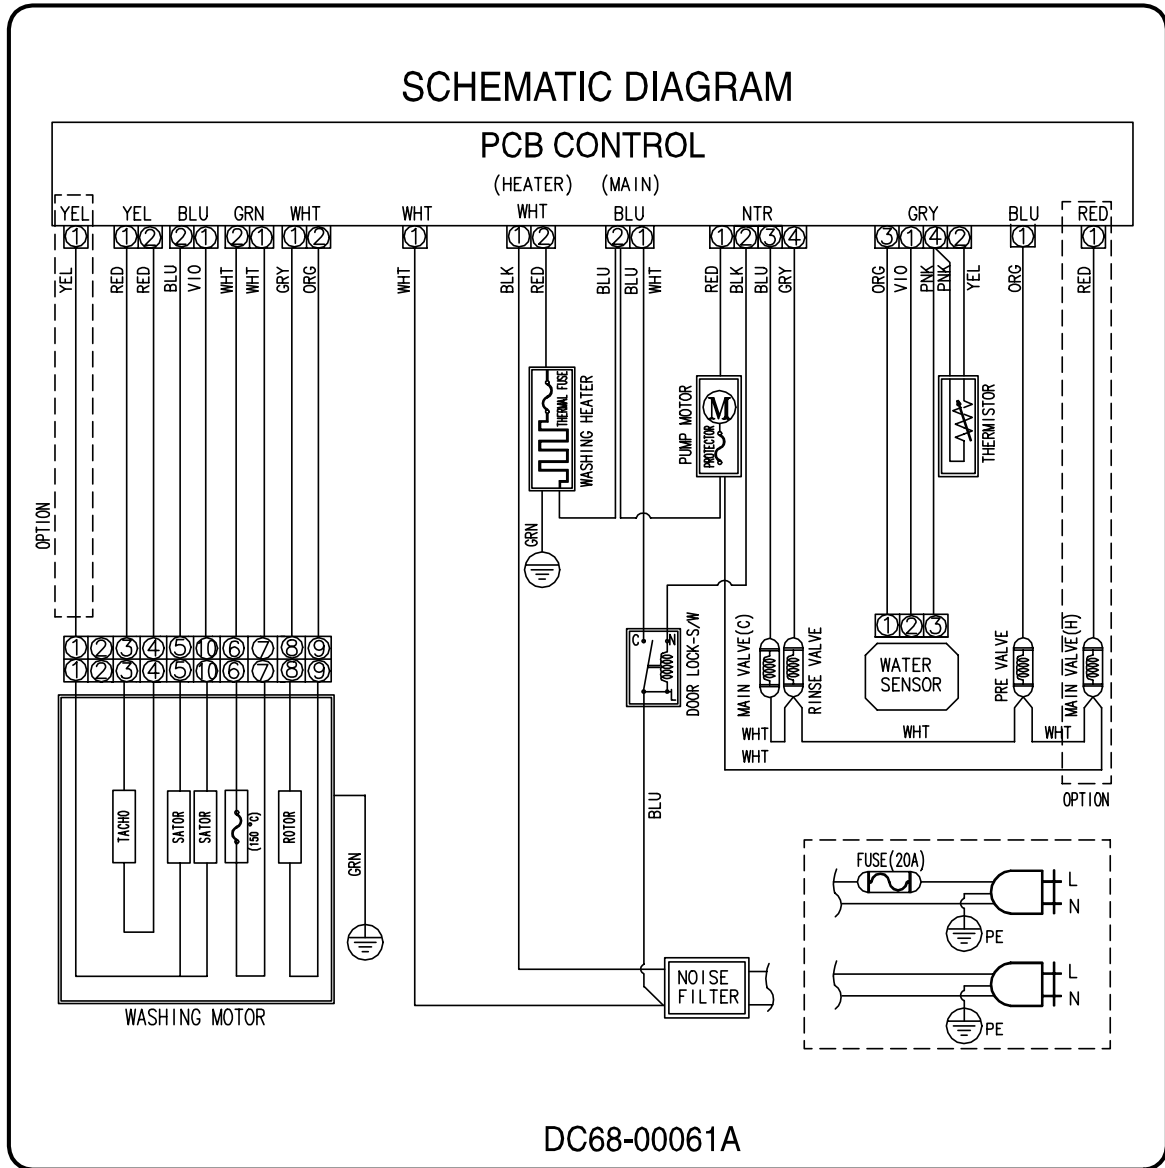 SCHEMATIC DIAGRAM
PCB CONTROL
(HEATER) (MAIN)
YEL YEL BLU GRN WHT WHT WHT BLU NTR GRY BLU RED
1 1 2 2 1 2 1 1 2 1 1 2 2 1 1 2 3 4 3 1 4 2 1 1
YEL RED RED BLU VIO WHT WHT GRY ORG WHT BLK RED BLU BLU WHT RED BLK BLU GRY ORG VIO PNK PNK YEL ORG RED
OPTION
THERMAL FUSE
WASHING HEATER
GRN
PUMP MOTOR
M
PROTECTOR
THERMISTOR
1 2 3 4 5 10 6 7 8 9
1 2 3 4 5 10 6 7 8 9
C N
L
DOOR LOCK-S/W
MAIN VALVE(C)
RINSE VALVE
1 2 3
WATER
SENSOR
PRE VALVE
MAIN VALVE(H)
WHT WHT WHT
WHT
BLU
OPTION
TACHO SATOR SATOR (150 °C) ROTOR
GRN
WASHING MOTOR
NOISE
FILTER
FUSE(20A)
L
N
PE
L
N
PE
DC68-00061A